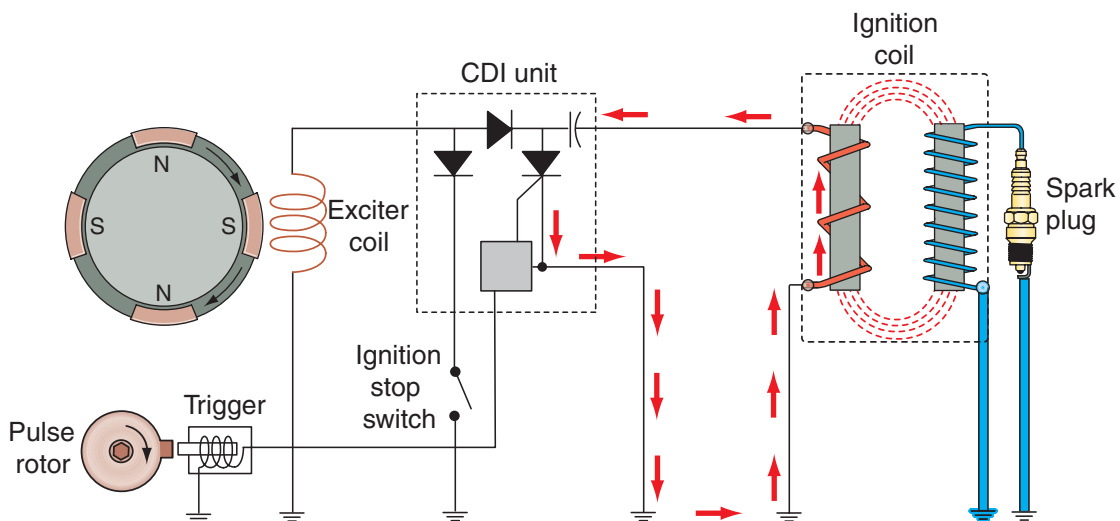 Ignition
coil
CDI unit
N
S
S
N
Exciter
coil
Spark
plug
Ignition
stop
switch
Trigger
Pulse
rotor